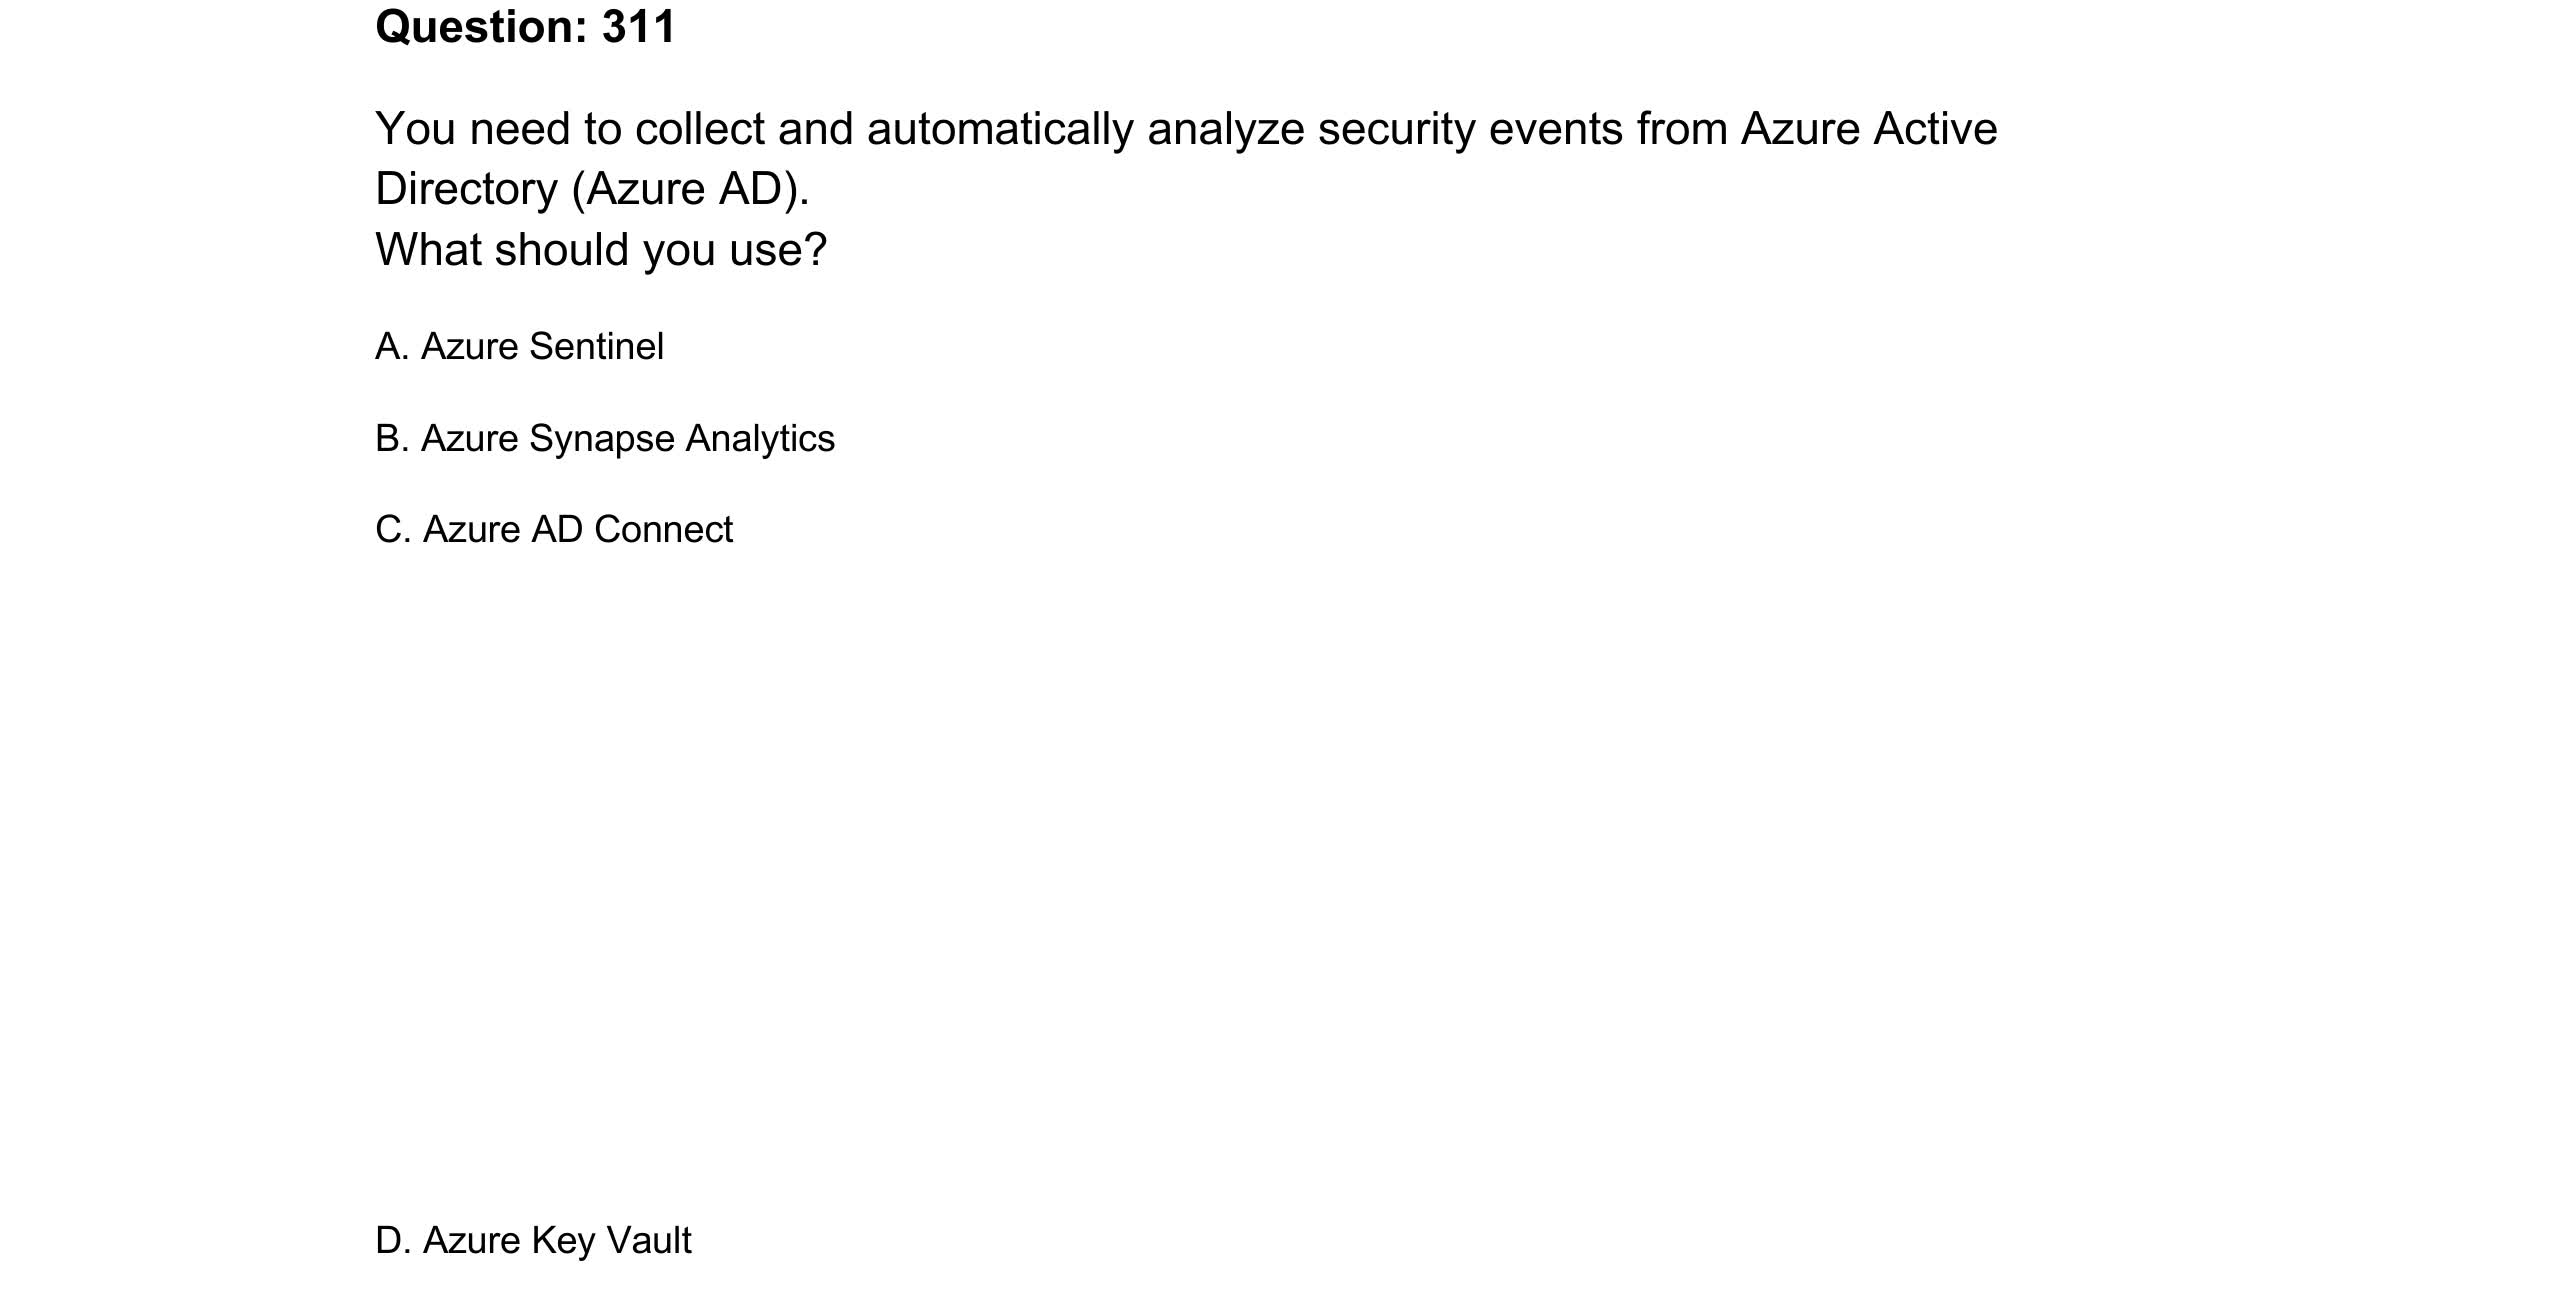 Question: 311
You need to collect and automatically analyze security events from Azure Active
Directory (Azure AD).
What should you use?
A. Azure Sentinel
B. Azure Synapse Analytics
C. Azure AD Connect
D. Azure Key Vault